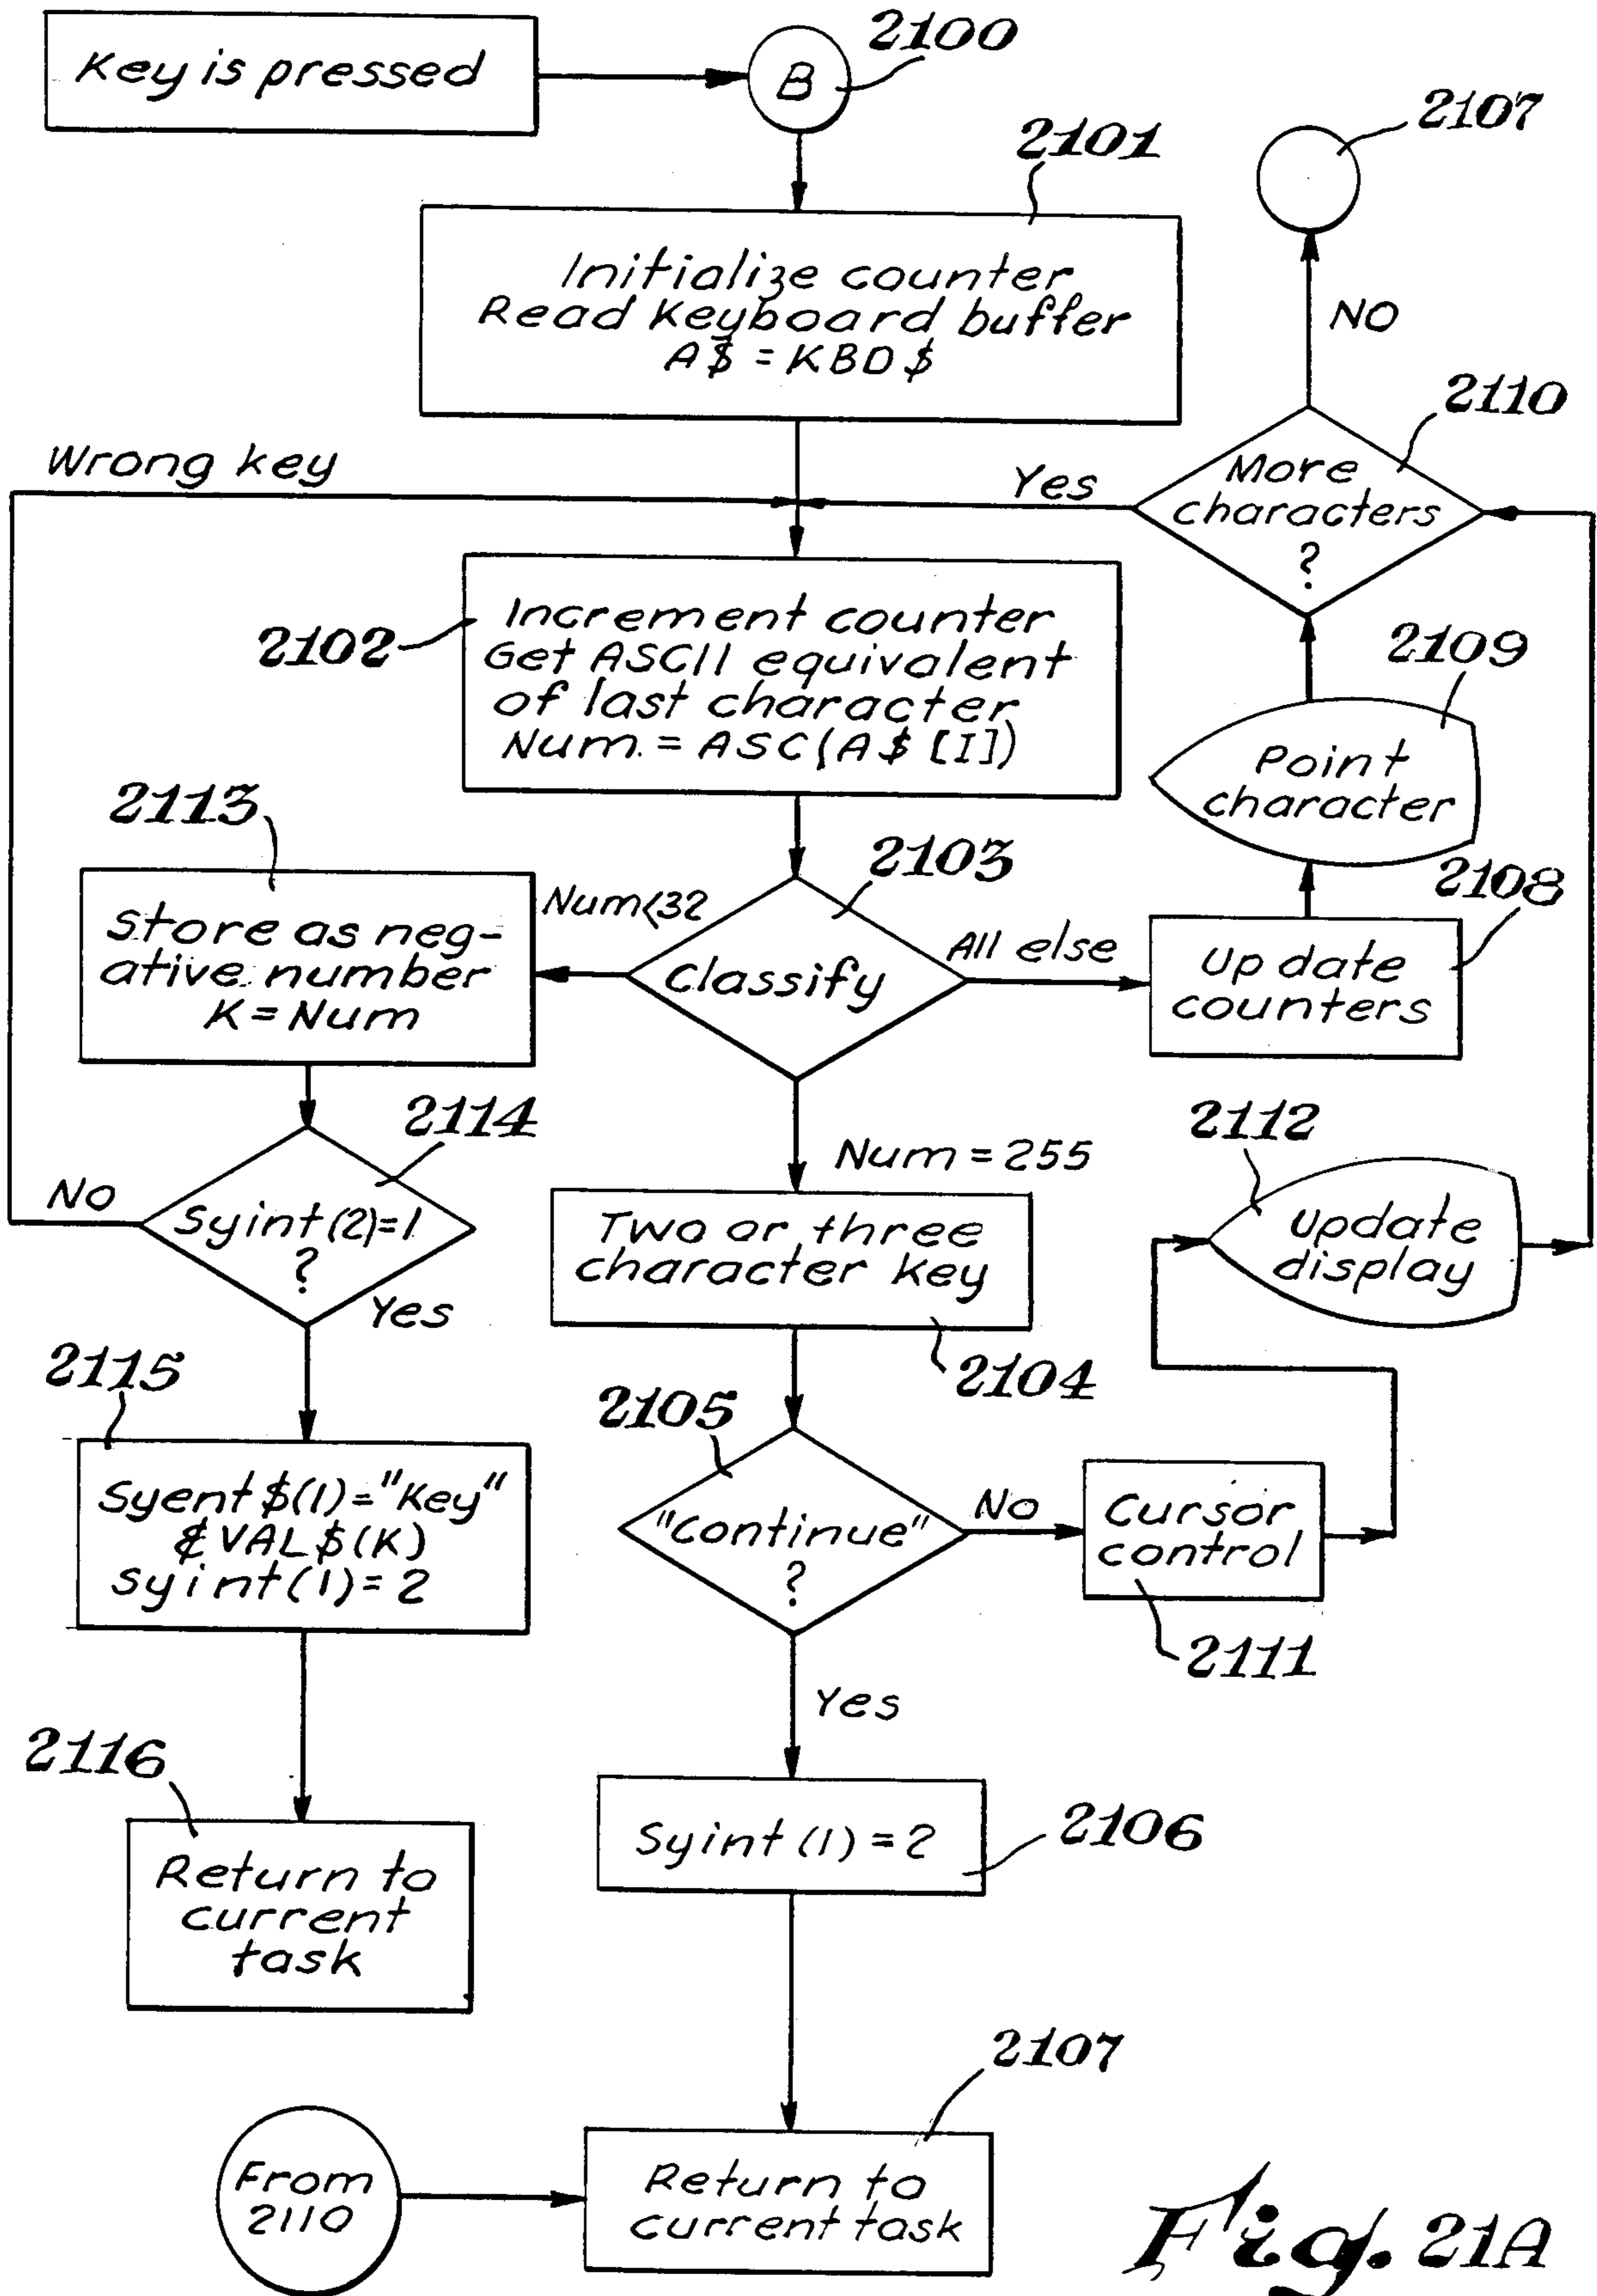 Key is pressed
B
2100
2107
2101
Initialize counter
Read Keyboard buffer
A$ = KBD$
NO
2110
Wrong key
Yes
More
characters
?
2102
Increment counter
Get ASCII equivalent
of last character
Num. = ASC(A$ [I])
2109
Point
character
2113
2103
2108
Num<32
All else
store as neg-
ative number
K = Num
Classify
Up date
counters
2114
2112
Num = 255
NO
Syint(2)=1
?
Yes
Two or three
character key
update
display
2115
2104
2105
Syent$(1)="Key"
& VAL$(K)
Syint(1)=2
"Continue"
?
No
Cursor
control
2111
Yes
2116
Return to
current
task
Syint (1) = 2
2106
2107
From
2110
Return to
current task
Fig. 21A